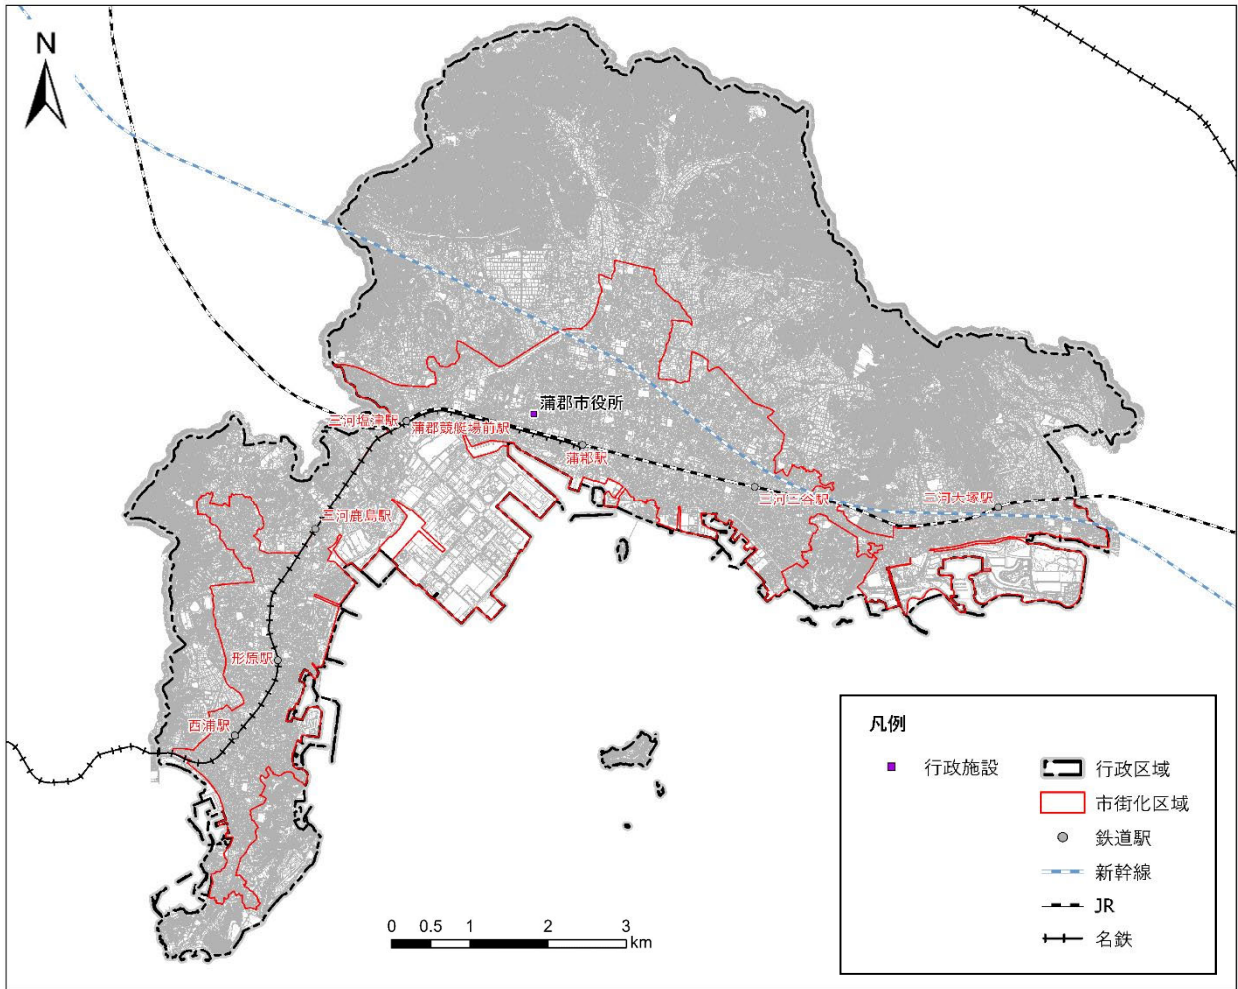 N
蒲郡市役所
三河塩津駅
蒲郡競艇場前駅
蒲郡駅
三河三谷駅
三河大塚駅
三河鹿島駅
形原駅
西浦駅
凡例
行政施設
行政区域
市街化区域
鉄道駅
新幹線
JR
名鉄
0 0.5 1 2 3
km